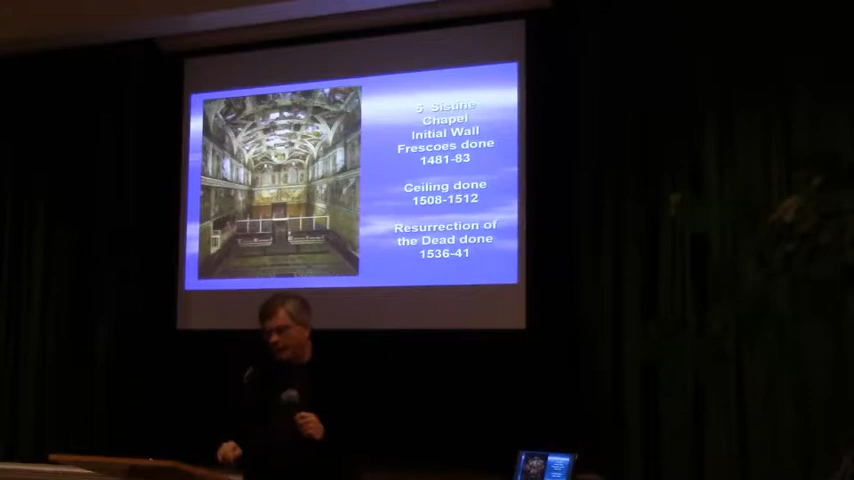 5 Sistine
Chapel
Initial Wall
Frescoes done
1481-83
Ceiling done
1508-1512
Resurrection of
the Dead done
1536-41